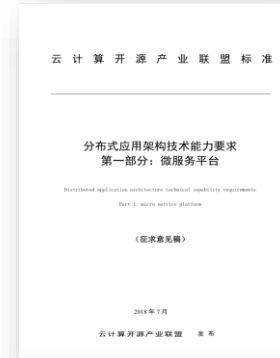 云计算开源产业联盟标准
分布式应用架构技术能力要求
第一部分：微服务平台
Distributed application architecture technical capability requirements
Part 1: micro service platform
（征求意见稿）
2018 年 7 月
云计算开源产业联盟 发 布